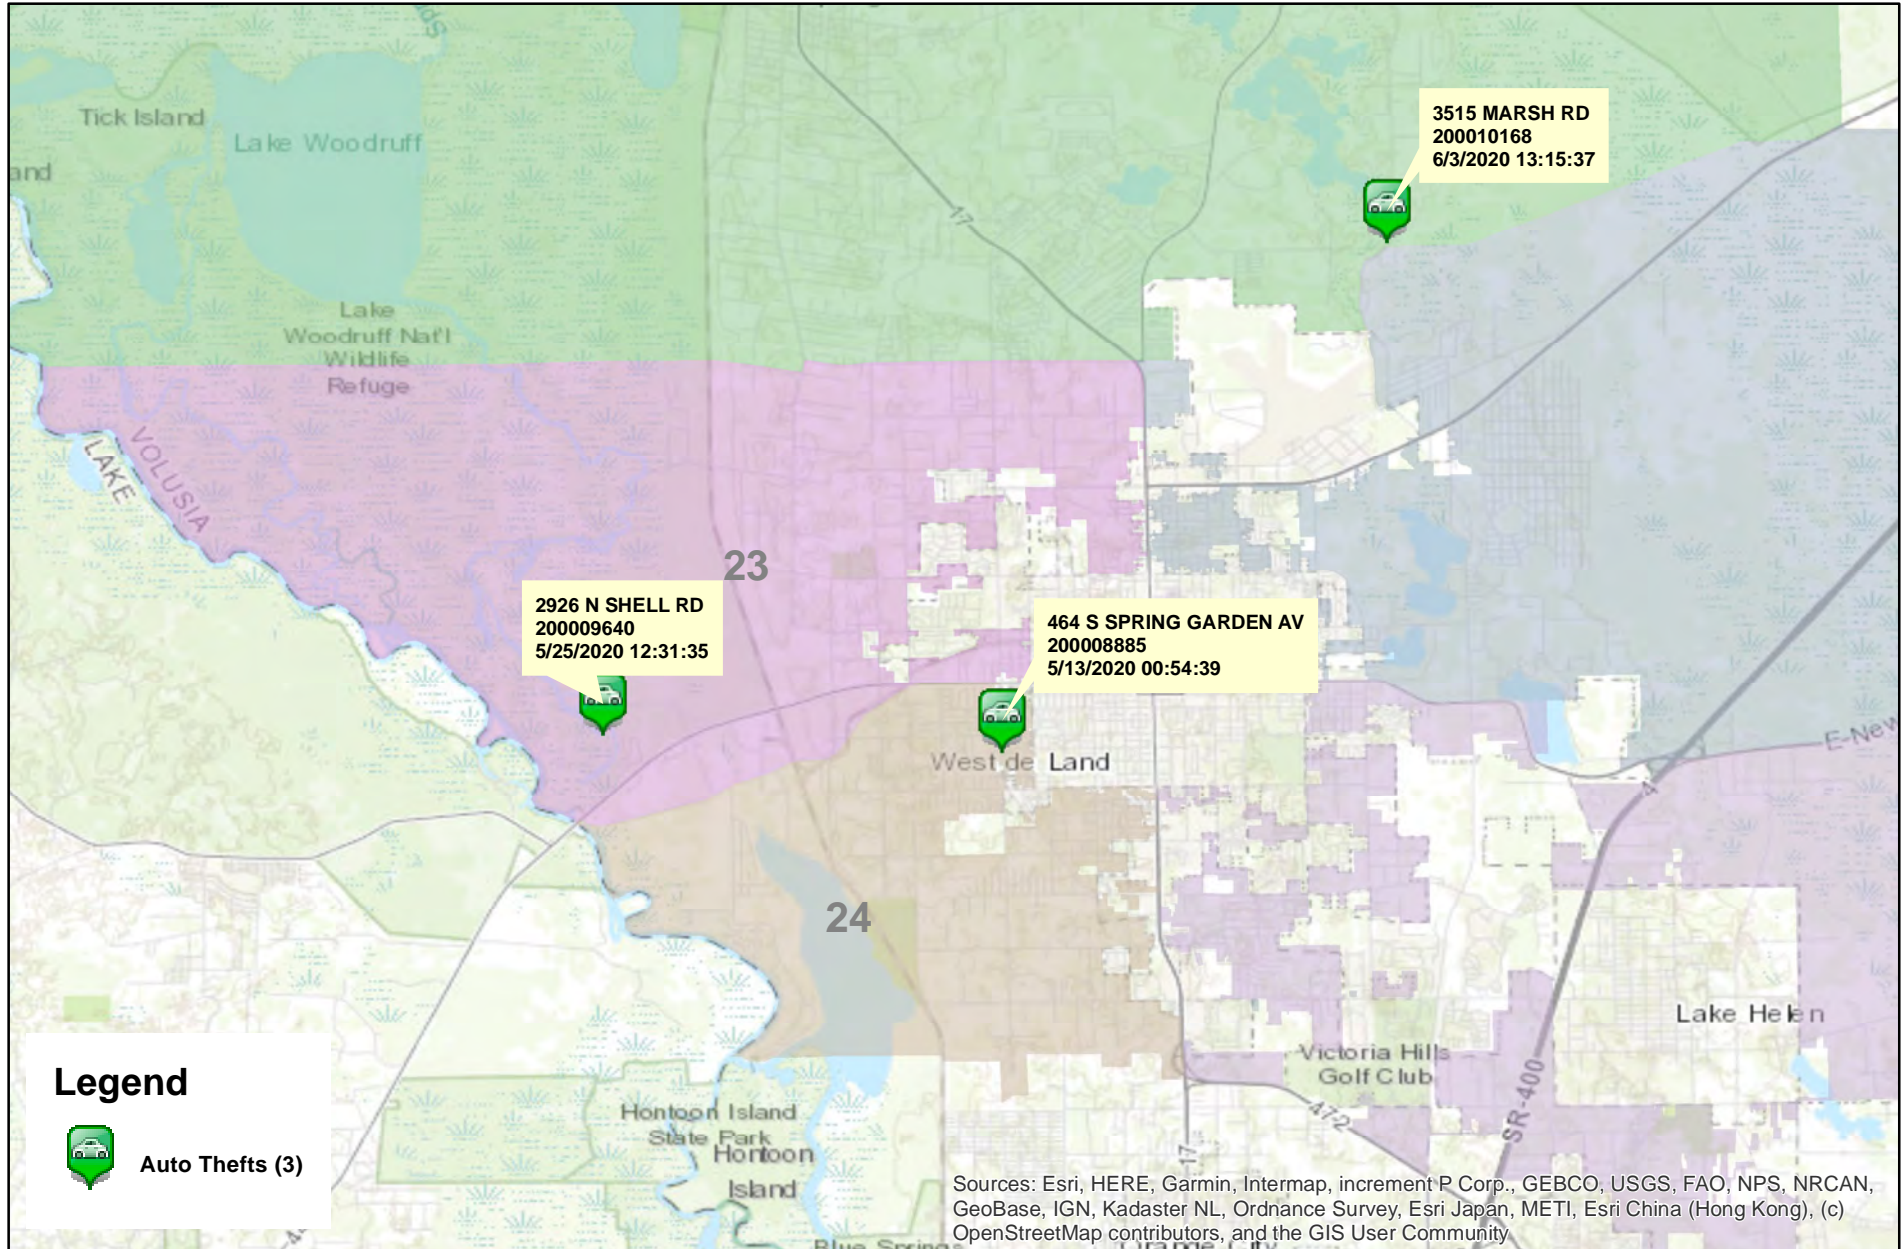 Tick Island
Lake Woodruff
and
Lake
Woodruff Nat'l
Wildlife
Refuge
3515 MARSH RD
200010168
6/3/2020 13:15:37
17
VOLUSIA
LAKE
23
2926 N SHELL RD
200009640
5/25/2020 12:31:35
464 S SPRING GARDEN AV
200008885
5/13/2020 00:54:39
West de Land
E-New
4
24
Lake Helen
Victoria Hills
Golf Club
SR-400
472
17
Hontoon Island
State Park
Hontoon
Island
Legend
Auto Thefts (3)
Sources: Esri, HERE, Garmin, Intermap, increment P Corp., GEBCO, USGS, FAO, NPS, NRCAN,
GeoBase, IGN, Kadaster NL, Ordnance Survey, Esri Japan, METI, Esri China (Hong Kong), (c)
OpenStreetMap contributors, and the GIS User Community
Blue Springs
Orange City